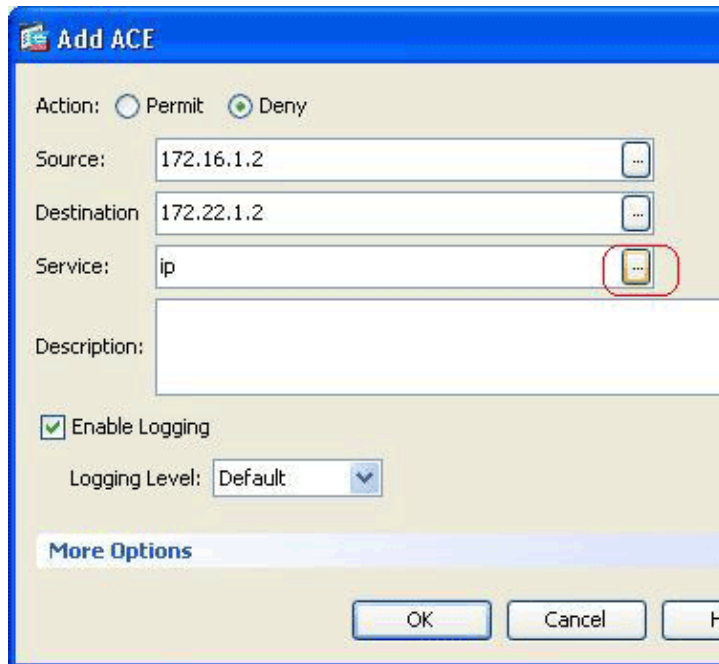 Add ACE
Action: Permit Deny
Source: 172.16.1.2 ...
Destination 172.22.1.2 ...
Service: ip ...
Description:
Enable Logging
Logging Level: Default
More Options
OK Cancel H